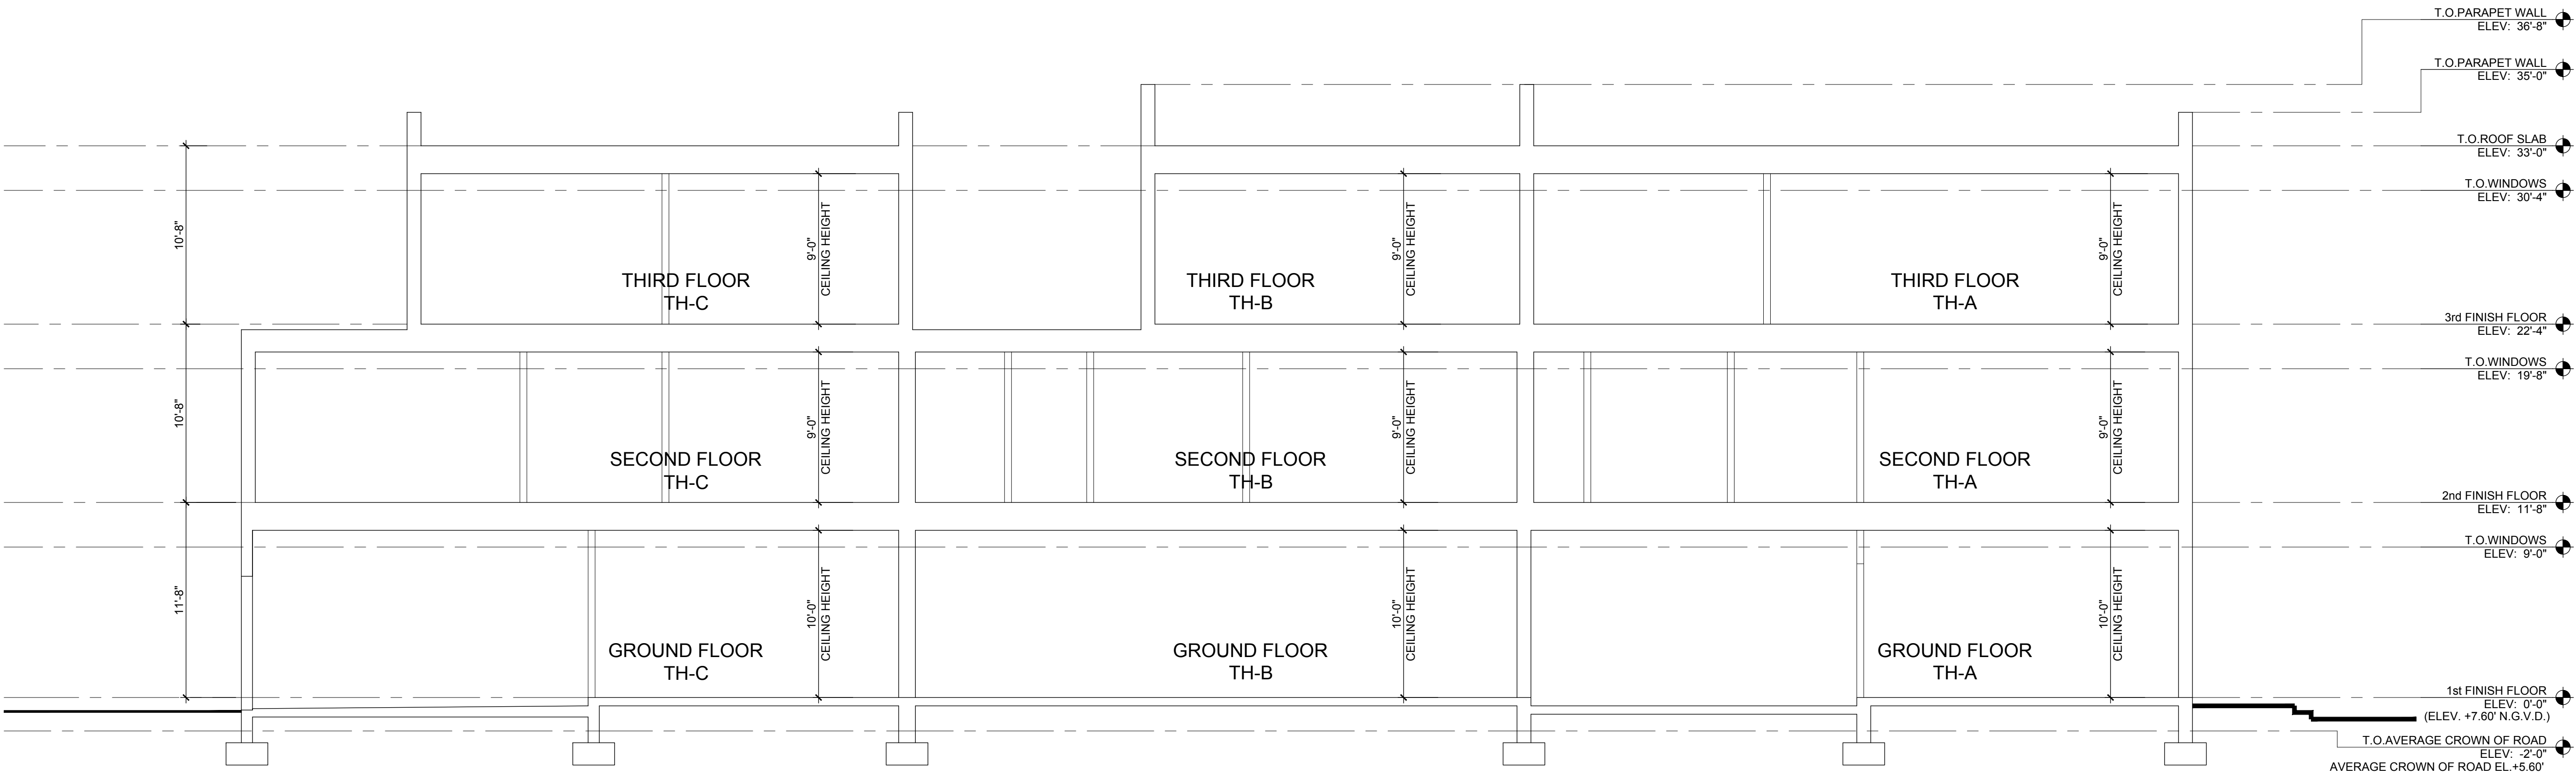 T.O.PARAPET WALL
ELEV: 36'-8"
T.O.PARAPET WALL
ELEV: 35'-0"
T.O.ROOF SLAB
ELEV: 33'-0"
T.O.WINDOWS
ELEV: 30'-4"
10'-8"
9'-0"
CEILING HEIGHT
9'-0"
CEILING HEIGHT
9'-0"
CEILING HEIGHT
THIRD FLOOR
TH-C
THIRD FLOOR
TH-B
THIRD FLOOR
TH-A
3rd FINISH FLOOR
ELEV: 22'-4"
T.O.WINDOWS
ELEV: 19'-8"
10'-8"
9'-0"
CEILING HEIGHT
9'-0"
CEILING HEIGHT
9'-0"
CEILING HEIGHT
SECOND FLOOR
TH-C
SECOND FLOOR
TH-B
SECOND FLOOR
TH-A
2nd FINISH FLOOR
ELEV: 11'-8"
T.O.WINDOWS
ELEV: 9'-0"
11'-8"
10'-0"
CEILING HEIGHT
10'-0"
CEILING HEIGHT
10'-0"
CEILING HEIGHT
GROUND FLOOR
TH-C
GROUND FLOOR
TH-B
GROUND FLOOR
TH-A
1st FINISH FLOOR
ELEV: 0'-0"
(ELEV. +7.60' N.G.V.D.)
T.O.AVERAGE CROWN OF ROAD
ELEV: -2'-0"
AVERAGE CROWN OF ROAD EL.+5.60'